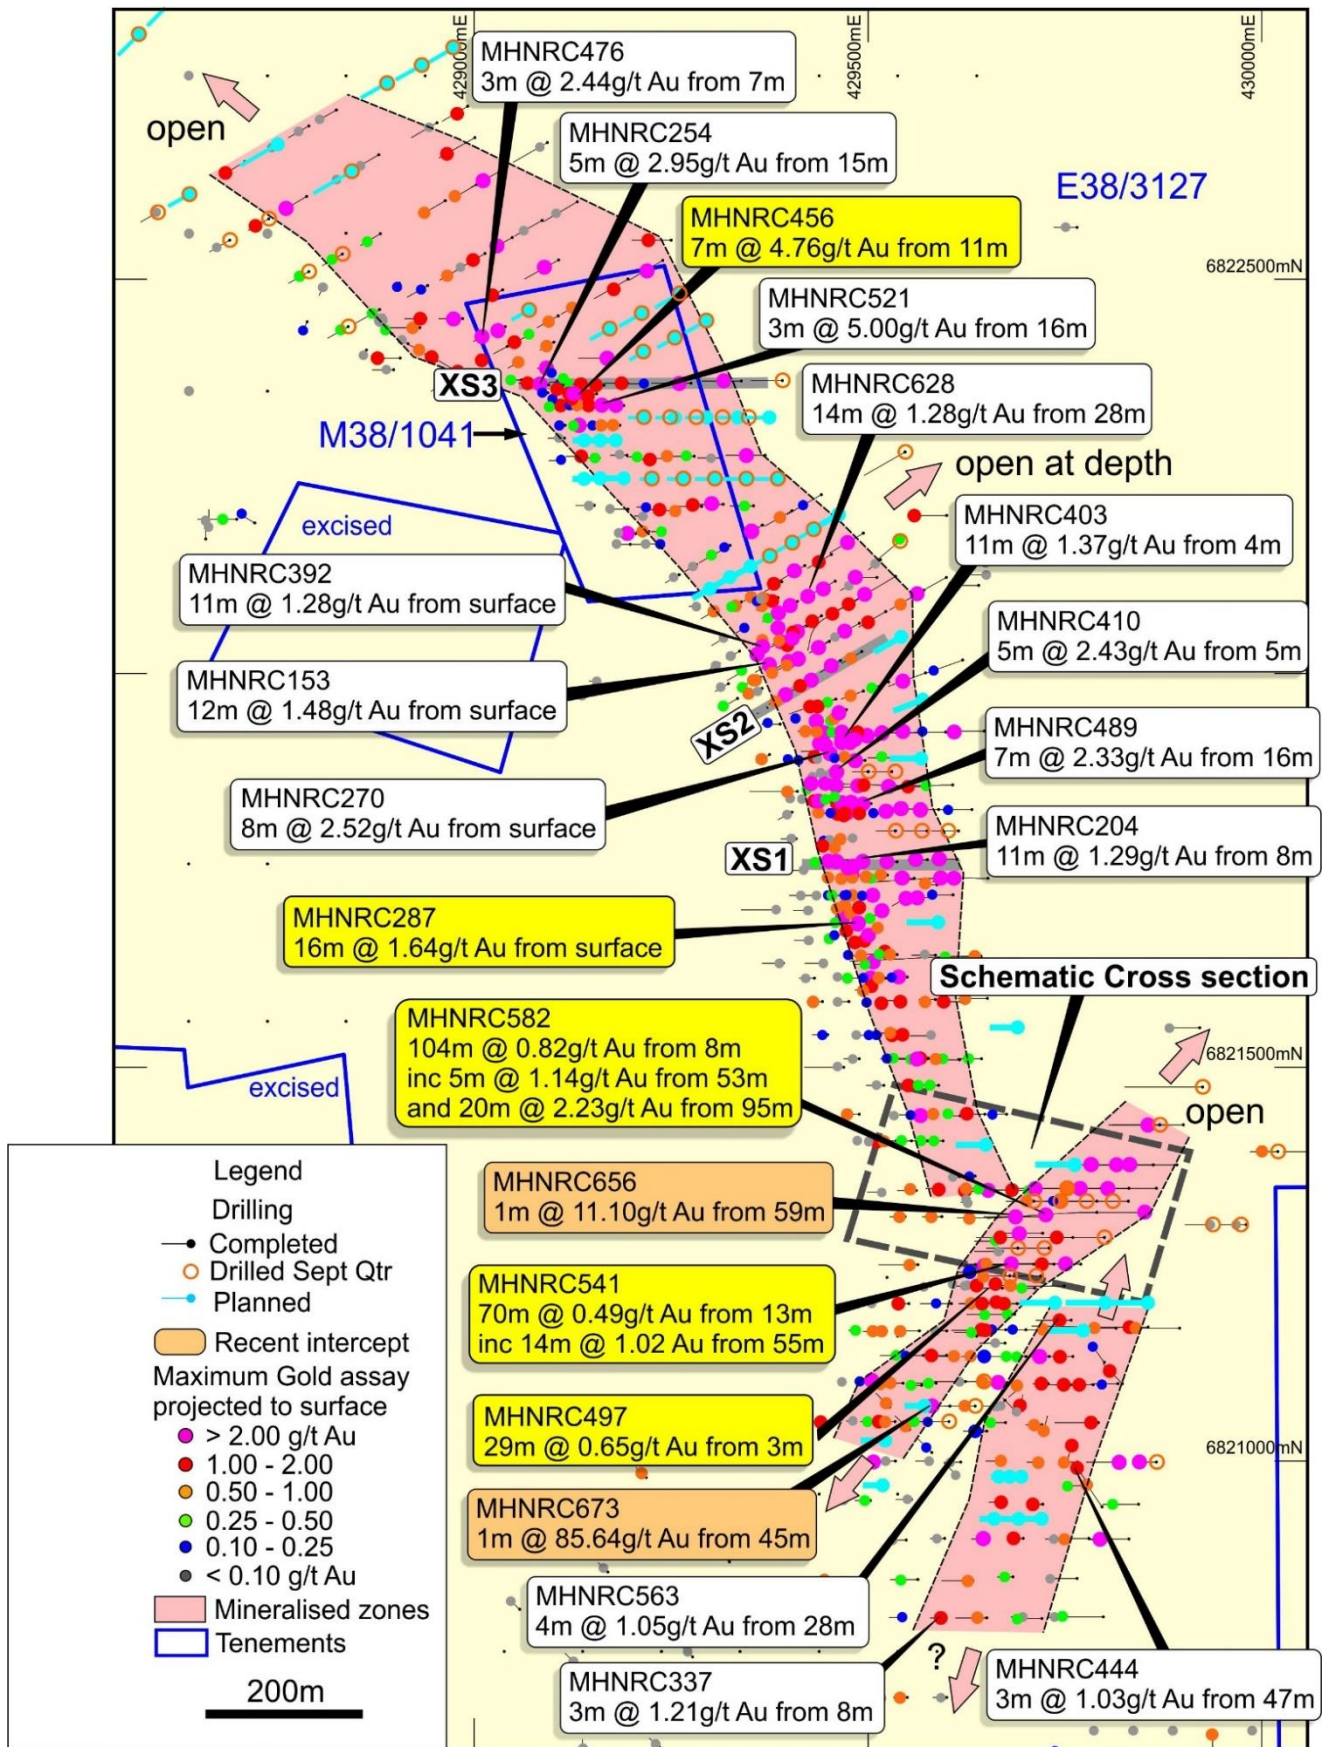 429000mE
429500mE
430000mE
MHNRC476
3m @ 2.44g/t Au from 7m
open
MHNRC254
5m @ 2.95g/t Au from 15m
E38/3127
MHNRC456
7m @ 4.76g/t Au from 11m
6822500mN
MHNRC521
3m @ 5.00g/t Au from 16m
XS3
MHNRC628
14m @ 1.28g/t Au from 28m
M38/1041
open at depth
excised
MHNRC403
11m @ 1.37g/t Au from 4m
MHNRC392
11m @ 1.28g/t Au from surface
MHNRC410
5m @ 2.43g/t Au from 5m
MHNRC153
12m @ 1.48g/t Au from surface
XS2
MHNRC489
7m @ 2.33g/t Au from 16m
MHNRC270
8m @ 2.52g/t Au from surface
MHNRC204
11m @ 1.29g/t Au from 8m
XS1
MHNRC287
16m @ 1.64g/t Au from surface
Schematic Cross section
MHNRC582
104m @ 0.82g/t Au from 8m
inc 5m @ 1.14g/t Au from 53m
and 20m @ 2.23g/t Au from 95m
6821500mN
excised
open
MHNRC656
1m @ 11.10g/t Au from 59m
MHNRC541
70m @ 0.49g/t Au from 13m
inc 14m @ 1.02 Au from 55m
MHNRC497
29m @ 0.65g/t Au from 3m
6821000mN
MHNRC673
1m @ 85.64g/t Au from 45m
MHNRC563
4m @ 1.05g/t Au from 28m
?
MHNRC337
3m @ 1.21g/t Au from 8m
MHNRC444
3m @ 1.03g/t Au from 47m
Legend
Drilling
Completed
Drilled Sept Qtr
Planned
Recent intercept
Maximum Gold assay
projected to surface
> 2.00 g/t Au
1.00 - 2.00
0.50 - 1.00
0.25 - 0.50
0.10 - 0.25
< 0.10 g/t Au
Mineralised zones
Tenements
200m